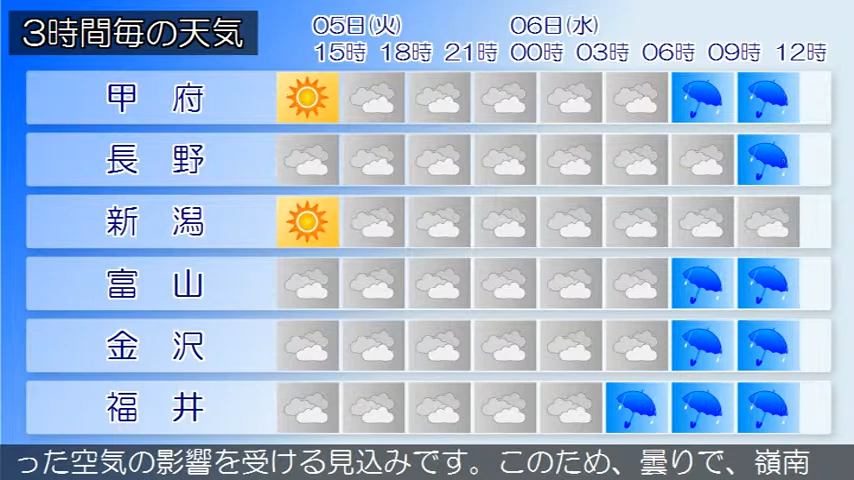 3時間毎の天気
05日(火) 06日(水)
15時 18時 21時 00時 03時 06時 09時 12時
甲府
長野
新潟
富山
金沢
福井
った空気の影響を受ける見込みです。このため、曇りで、嶺南